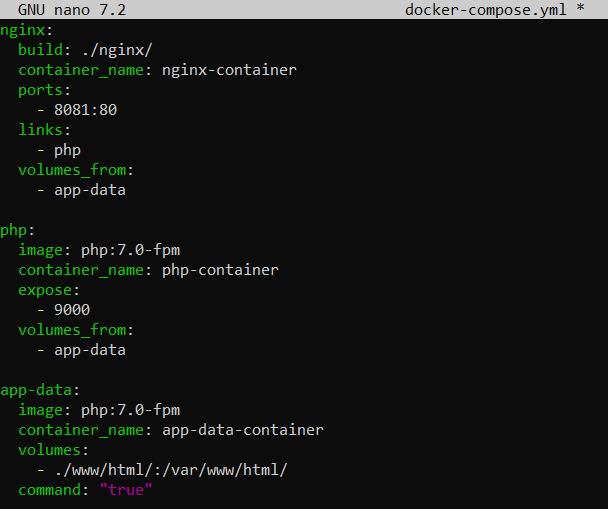 GNU nano 7.2 docker-compose.yml *
nginx:
  build: ./nginx/
  container_name: nginx-container
  ports:
    - 8081:80
  links:
    - php
  volumes_from:
    - app-data

php:
  image: php:7.0-fpm
  container_name: php-container
  expose:
    - 9000
  volumes_from:
    - app-data

app-data:
  image: php:7.0-fpm
  container_name: app-data-container
  volumes:
    - ./www/html/:/var/www/html/
  command: "true"